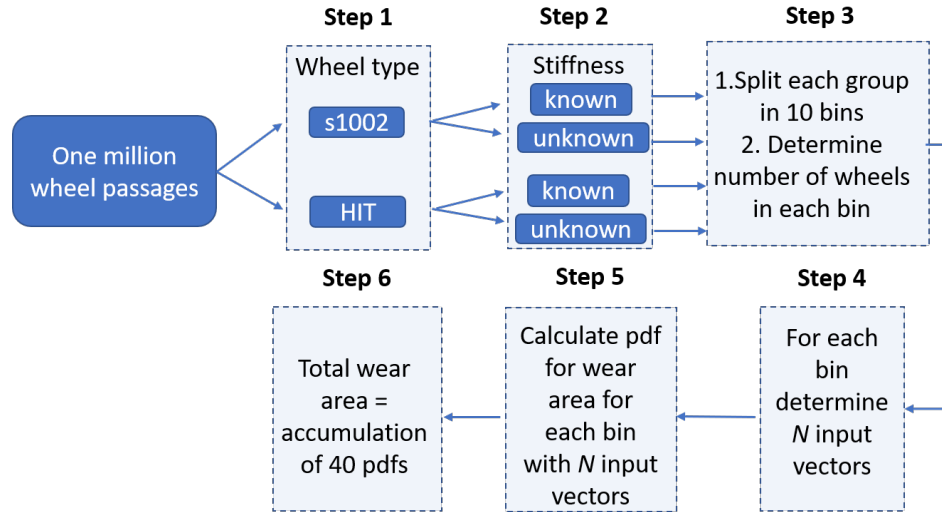 Step 1
Step 2
Step 3
One million
wheel passages
Wheel type
s1002
HIT
Stiffness
known
unknown
known
unknown
1.Split each group
in 10 bins
2. Determine
number of wheels
in each bin
Step 6
Step 5
Step 4
Total wear
area =
accumulation
of 40 pdfs
Calculate pdf
for wear
area for
each bin
with N input
vectors
For each
bin
determine
N input
vectors